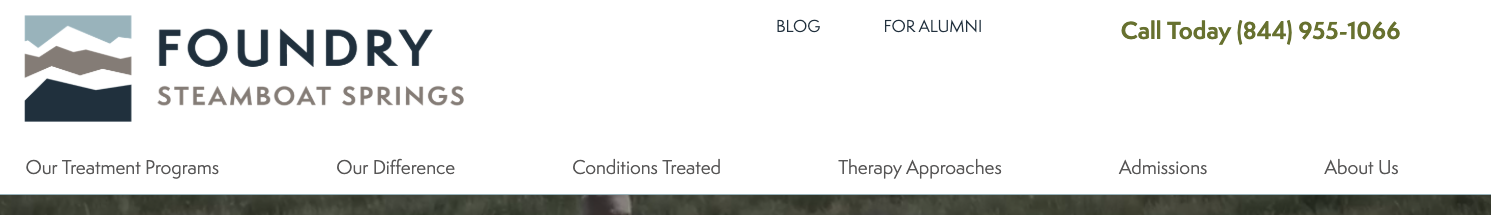 FOUNDRY
STEAMBOAT SPRINGS
BLOG FOR ALUMNI Call Today (844) 955-1066
Our Treatment Programs Our Difference Conditions Treated Therapy Approaches Admissions About Us